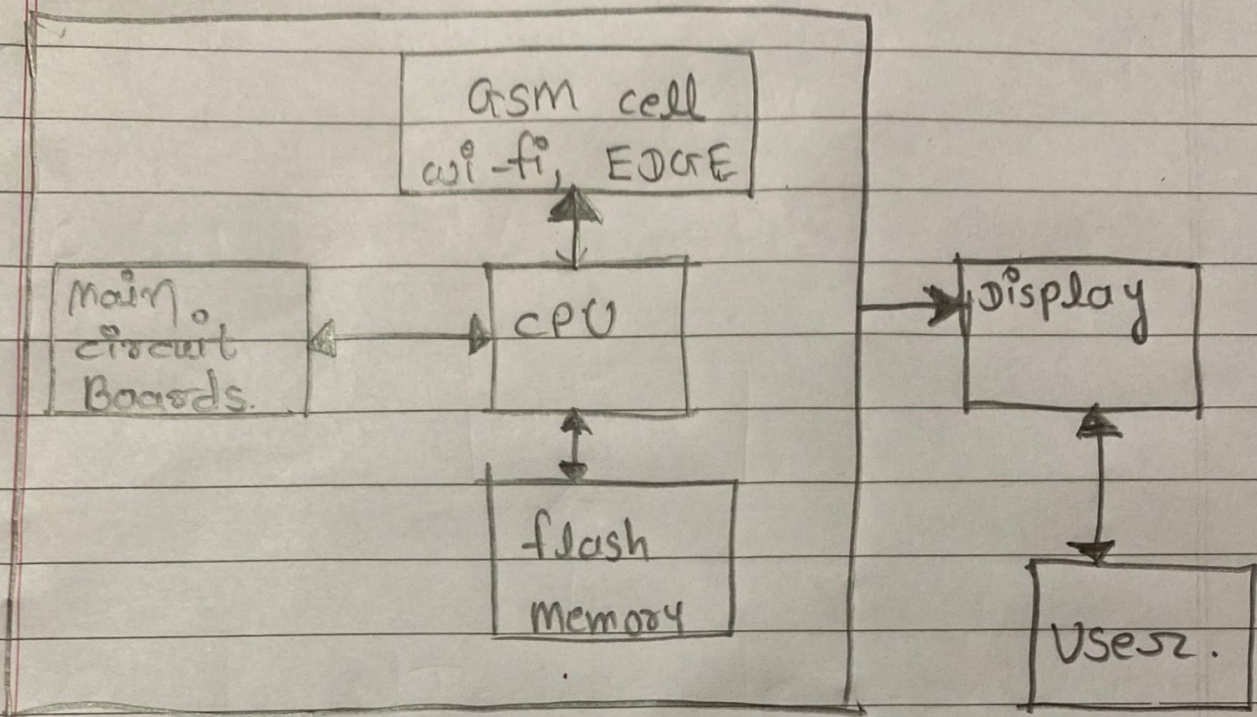 GSM cell
wi-fi, EDGE
Main
circuit
Boards.
CPU
Display
flash
memory
User.